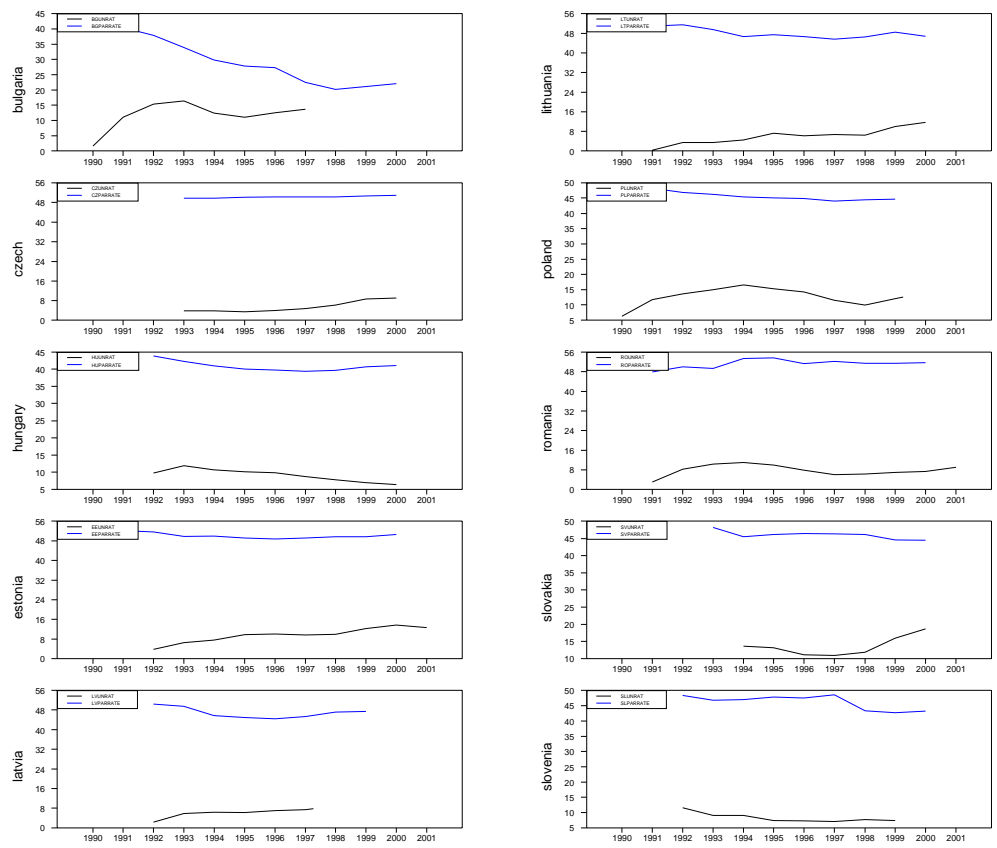 BGUNRAT
BGPARRATE
bulgaria
45
40
35
30
25
20
15
10
5
0
1990 1991 1992 1993 1994 1995 1996 1997 1998 1999 2000 2001
CZUNRAT
CZPARRATE
czech
56
48
40
32
24
16
8
0
1990 1991 1992 1993 1994 1995 1996 1997 1998 1999 2000 2001
HUUNRAT
HUPARRATE
hungary
45
40
35
30
25
20
15
10
5
1990 1991 1992 1993 1994 1995 1996 1997 1998 1999 2000 2001
EEUNRAT
EEPARRATE
estonia
56
48
40
32
24
16
8
0
1990 1991 1992 1993 1994 1995 1996 1997 1998 1999 2000 2001
LVUNRAT
LVPARRATE
latvia
56
48
40
32
24
16
8
0
1990 1991 1992 1993 1994 1995 1996 1997 1998 1999 2000 2001
LTUNRAT
LTPARRATE
lithuania
56
48
40
32
24
16
8
0
1990 1991 1992 1993 1994 1995 1996 1997 1998 1999 2000 2001
PLUNRAT
PLPARRATE
poland
50
45
40
35
30
25
20
15
10
5
1990 1991 1992 1993 1994 1995 1996 1997 1998 1999 2000 2001
ROUNRAT
ROPARRATE
romania
56
48
40
32
24
16
8
0
1990 1991 1992 1993 1994 1995 1996 1997 1998 1999 2000 2001
SVUNRAT
SVPARRATE
slovakia
50
45
40
35
30
25
20
15
10
1990 1991 1992 1993 1994 1995 1996 1997 1998 1999 2000 2001
SLUNRAT
SLPARRATE
slovenia
50
45
40
35
30
25
20
15
10
5
1990 1991 1992 1993 1994 1995 1996 1997 1998 1999 2000 2001